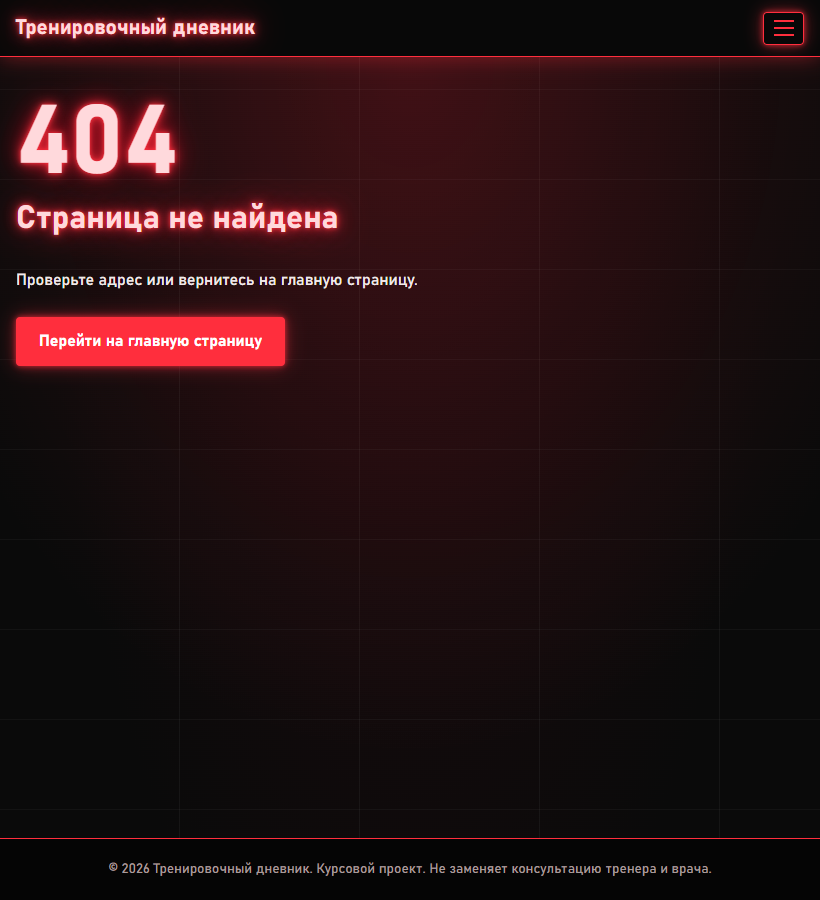 Тренировочный дневник
404
Страница не найдена
Проверьте адрес или вернитесь на главную страницу.
Перейти на главную страницу
© 2026 Тренировочный дневник. Курсовой проект. Не заменяет консультацию тренера и врача.